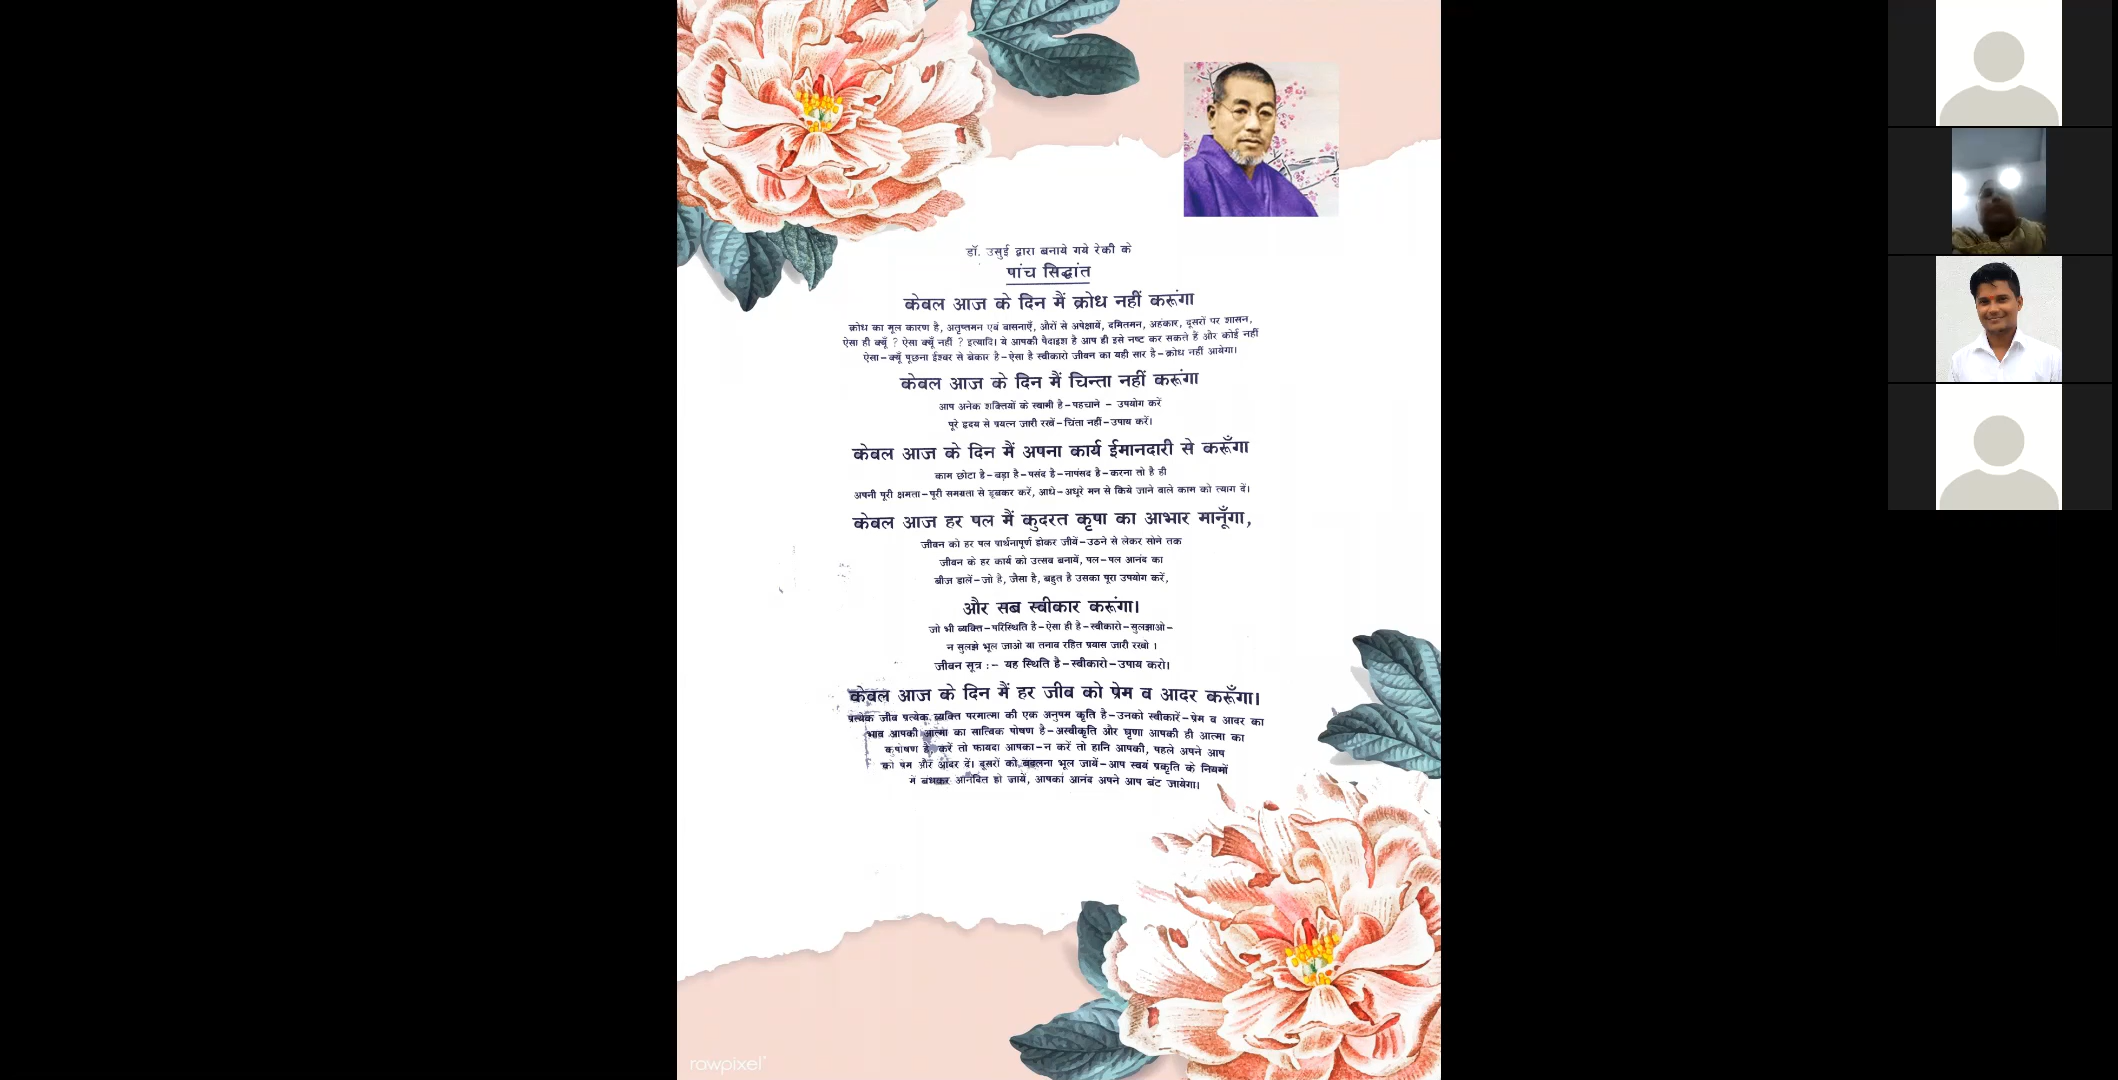 डॉ. उसुई द्वारा बनाये गये रेकी के
पांच सिद्धांत
केवल आज के दिन मैं क्रोध नहीं करूंगा
क्रोध का मूल कारण है, अतृप्तमन एवं वासनाएँ, औरों से अपेक्षायें, दमितमन, अहंकार, दूसरों पर शासन,
ऐसा ही क्यूँ ? ऐसा क्यूँ नहीं ? इत्यादि। ये आपकी पैदाइश है आप ही इसे नष्ट कर सकते हैं और कोई नहीं
ऐसा-क्यूँ पूछना ईश्वर से बेकार है-ऐसा है स्वीकारो जीवन का यही सार है-क्रोध नहीं आवेगा।
केवल आज के दिन मैं चिन्ता नहीं करूंगा
आप अनेक शक्तियों के स्वामी है-पहचाने - उपयोग करें
पूरे हृदय से प्रयत्न जारी रखें-चिंता नहीं-उपाय करें।
केवल आज के दिन मैं अपना कार्य ईमानदारी से करूँगा
काम छोटा है-बड़ा है-पसंद है-नापंसद है-करना तो है ही
अपनी पूरी क्षमता-पूरी समग्रता से डूबकर करें, आधे-अधूरे मन से किये जाने वाले काम को त्याग दें।
केवल आज हर पल मैं कुदरत कृपा का आभार मानूँगा,
जीवन को हर पल प्रार्थनापूर्ण होकर जीयें-उठने से लेकर सोने तक
जीवन के हर कार्य को उत्सव बनायें, पल-पल आनंद का
बीज डालें-जो है, जैसा है, बहुत है उसका पूरा उपयोग करें,
और सब स्वीकार करूंगा।
जो भी व्यक्ति-परिस्थिति है-ऐसा ही है-स्वीकारो-सुलझाओ-
न सुलझे भूल जाओ या तनाव रहित प्रयास जारी रखो ।
जीवन सूत्र :- यह स्थिति है-स्वीकारो-उपाय करो।
केवल आज के दिन मैं हर जीव को प्रेम व आदर करूँगा।
प्रत्येक जीव प्रत्येक व्यक्ति परमात्मा की एक अनुपम कृति है-उनको स्वीकारें-प्रेम व आदर का
भाव आपकी आत्मा का सात्विक पोषण है-अस्वीकृति और घृणा आपकी ही आत्मा का
कुपोषण है, करें तो फायदा आपका-न करें तो हानि आपकी, पहले अपने आप
को प्रेम और आदर दें। दूसरों को बदलना भूल जायें-आप स्वयं प्रकृति के नियमों
में बंधकर आनंदित हो जायें, आपका आनंद अपने आप बंट जायेगा।
rawpixel